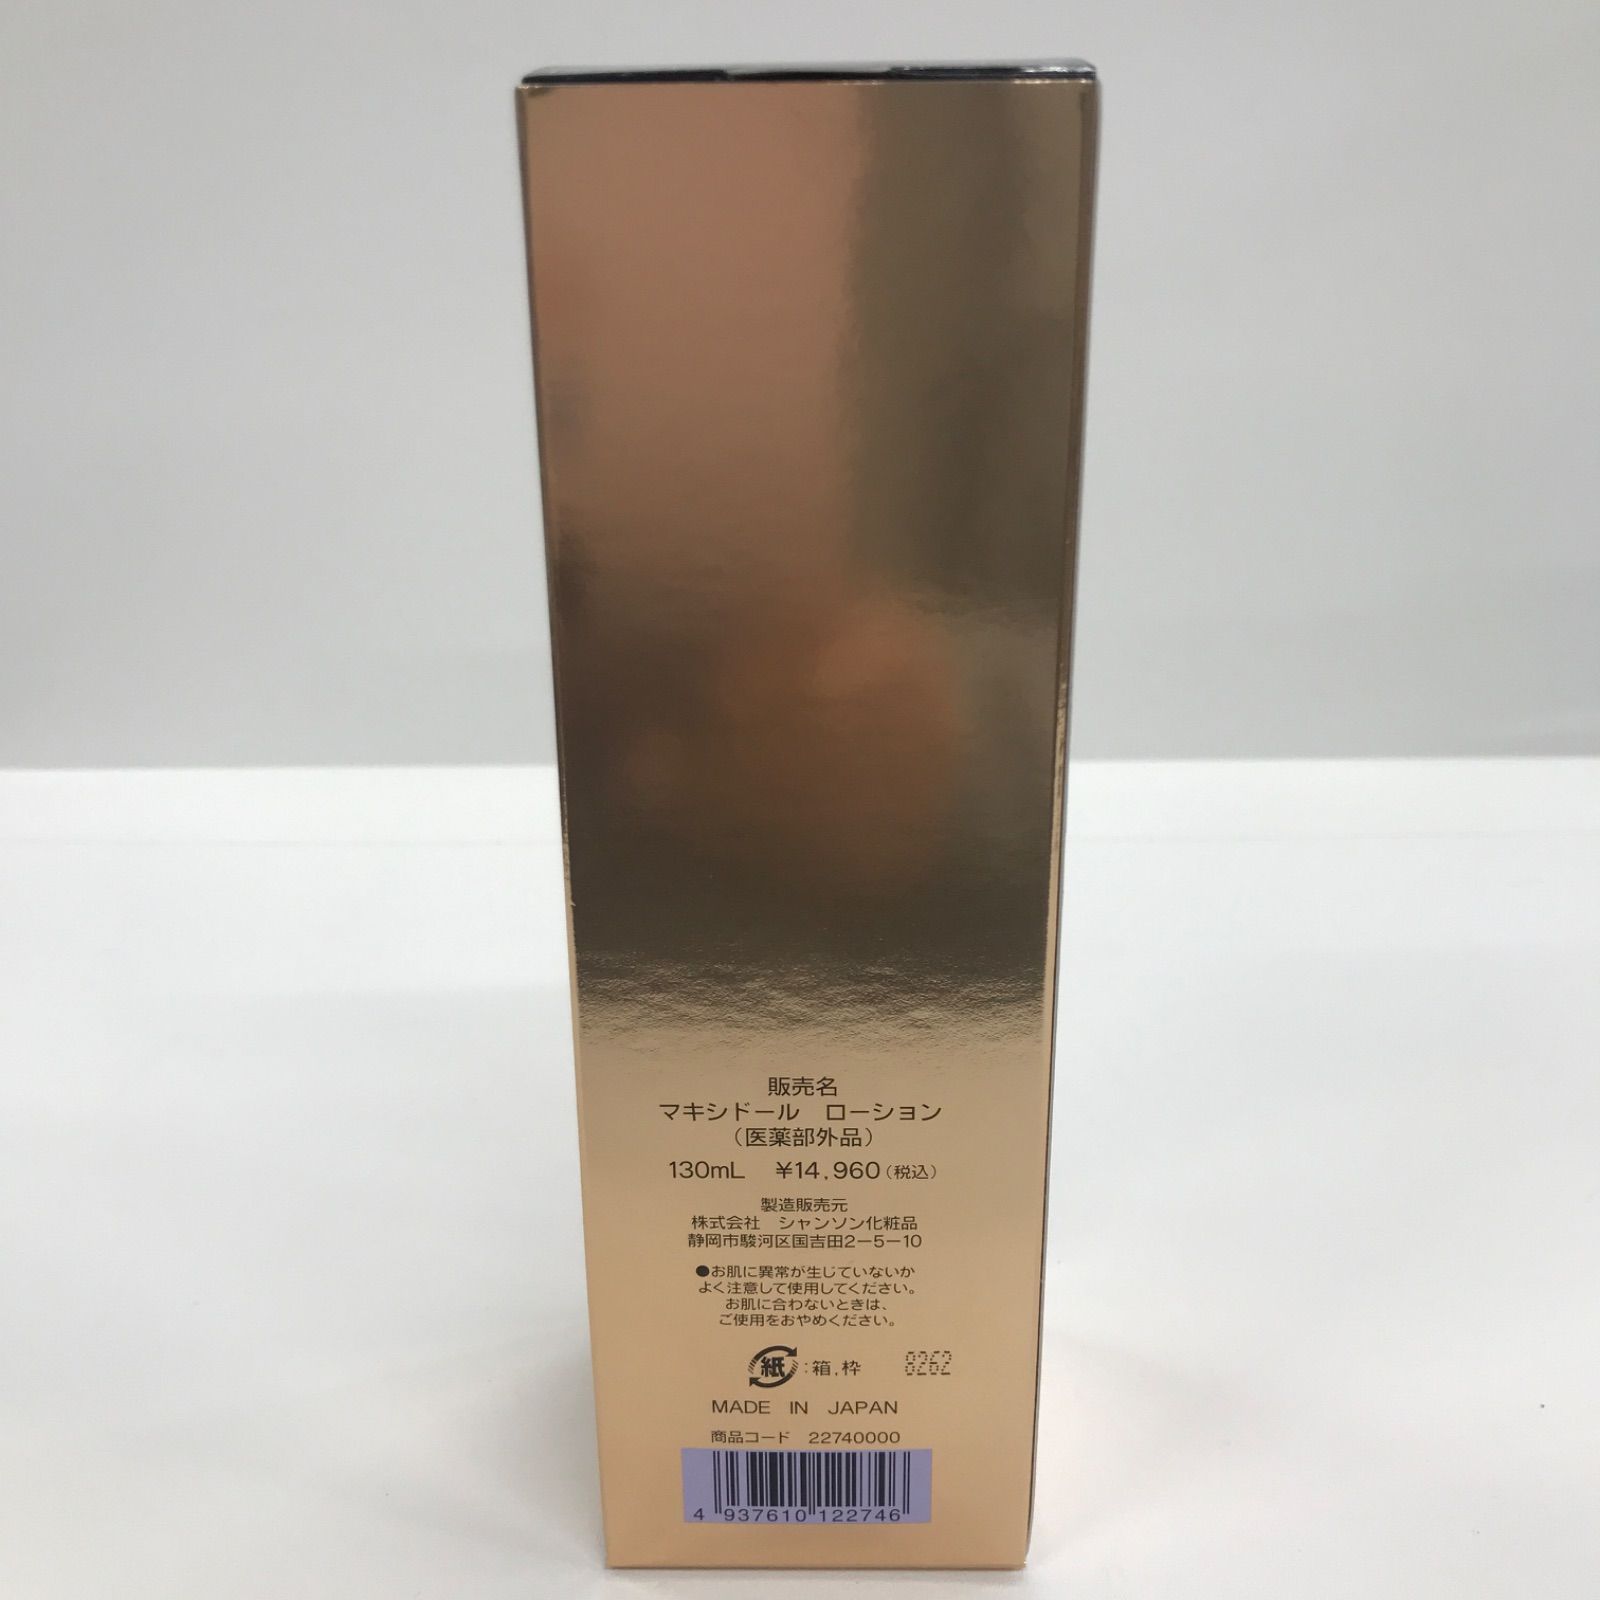 販売名
マキシドール　ローション
（医薬部外品）
130mL　¥14,960（税込）
製造販売元
株式会社　シャンソン化粧品
静岡市駿河区国吉田2－5－10
●お肌に異常が生じていないか
よく注意して使用してください。
お肌に合わないときは、
ご使用をおやめください。
紙：箱，枠　8262
MADE IN JAPAN
商品コード　22740000
4 937610 122746